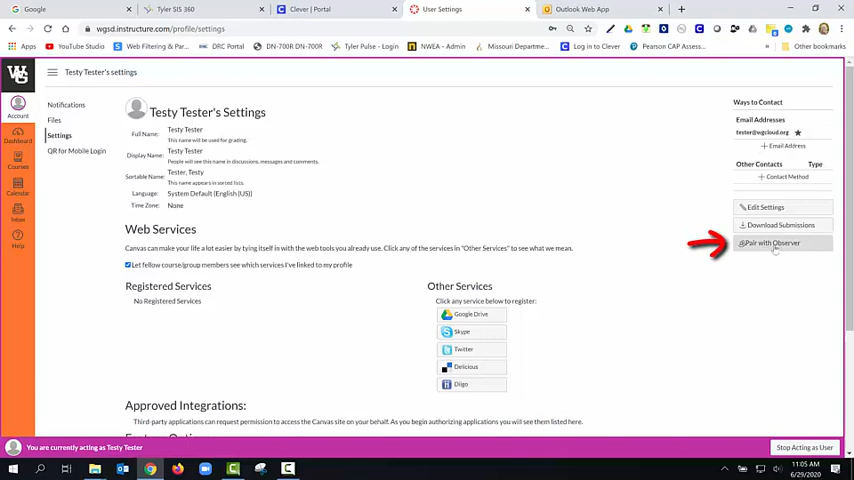 Google
Tyler SIS 360
Clever | Portal
User Settings
Outlook Web App
wgsd.instructure.com/profile/settings
Apps
YouTube Studio
Web Filtering & Par...
DRC Portal
DN-700R DN-700R
Tyler Pulse - Login
NWEA - Admin
Missouri Departme...
Log in to Clever
Pearson CAP Assess...
Other bookmarks
WG
Testy Tester's settings
Account
Dashboard
Courses
Calendar
Inbox
Help
Notifications
Files
Settings
QR for Mobile Login
Testy Tester's Settings
Full Name: Testy Tester
This name will be used for grading.
Display Name: Testy Tester
People will see this name in discussions, messages and comments.
Sortable Name: Tester, Testy
This name appears in sorted lists.
Language: System Default (English (US))
Time Zone: None
Web Services
Canvas can make your life a lot easier by tying itself in with the web tools you already use. Click any of the services in "Other Services" to see what we mean.
Let fellow course/group members see which services I've linked to my profile
Registered Services
No Registered Services
Other Services
Click any service below to register:
Google Drive
Skype
Twitter
Delicious
Diigo
Approved Integrations:
Third-party applications can request permission to access the Canvas site on your behalf. As you begin authorizing applications you will see them listed here.
Ways to Contact
Email Addresses
tester@wgcloud.org
Email Address
Other Contacts Type
Contact Method
Edit Settings
Download Submissions
Pair with Observer
You are currently acting as Testy Tester
Stop Acting as User
11:05 AM
6/29/2020